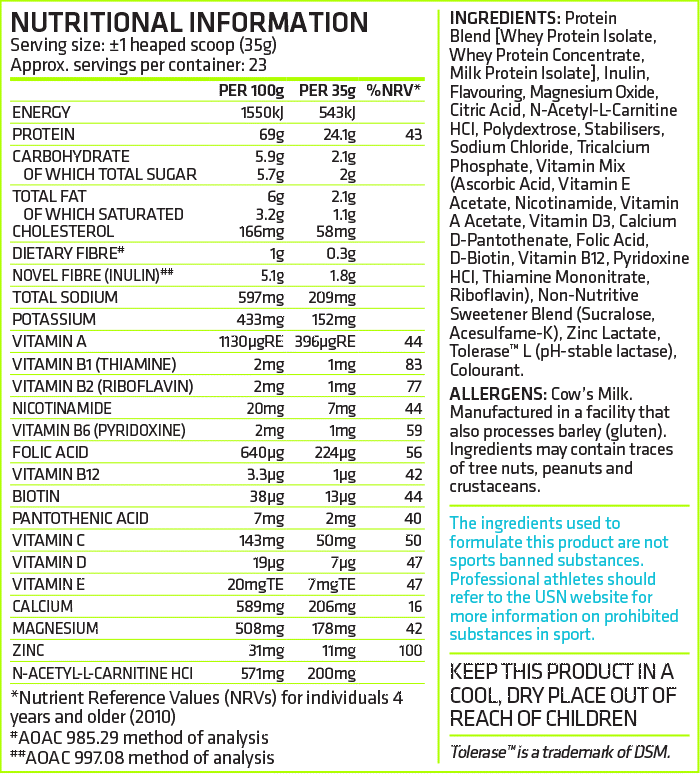 NUTRITIONAL INFORMATION
Serving size: ±1 heaped scoop (35g)
Approx. servings per container: 23
PER 100g PER 35g %NRV*
ENERGY 1550kJ 543kJ
PROTEIN 69g 24.1g 43
CARBOHYDRATE 5.9g 2.1g
OF WHICH TOTAL SUGAR 5.7g 2g
TOTAL FAT 6g 2.1g
OF WHICH SATURATED 3.2g 1.1g
CHOLESTEROL 166mg 58mg
DIETARY FIBRE# 1g 0.3g
NOVEL FIBRE (INULIN)## 5.1g 1.8g
TOTAL SODIUM 597mg 209mg
POTASSIUM 433mg 152mg
VITAMIN A 1130µgRE 396µgRE 44
VITAMIN B1 (THIAMINE) 2mg 1mg 83
VITAMIN B2 (RIBOFLAVIN) 2mg 1mg 77
NICOTINAMIDE 20mg 7mg 44
VITAMIN B6 (PYRIDOXINE) 2mg 1mg 59
FOLIC ACID 640µg 224µg 56
VITAMIN B12 3.3µg 1µg 42
BIOTIN 38µg 13µg 44
PANTOTHENIC ACID 7mg 2mg 40
VITAMIN C 143mg 50mg 50
VITAMIN D 19µg 7µg 47
VITAMIN E 20mgTE 7mgTE 47
CALCIUM 589mg 206mg 16
MAGNESIUM 508mg 178mg 42
ZINC 31mg 11mg 100
N-ACETYL-L-CARNITINE HCl 571mg 200mg
*Nutrient Reference Values (NRVs) for individuals 4
years and older (2010)
#AOAC 985.29 method of analysis
##AOAC 997.08 method of analysis
INGREDIENTS: Protein
Blend [Whey Protein Isolate,
Whey Protein Concentrate,
Milk Protein Isolate], Inulin,
Flavouring, Magnesium Oxide,
Citric Acid, N-Acetyl-L-Carnitine
HCl, Polydextrose, Stabilisers,
Sodium Chloride, Tricalcium
Phosphate, Vitamin Mix
(Ascorbic Acid, Vitamin E
Acetate, Nicotinamide, Vitamin
A Acetate, Vitamin D3, Calcium
D-Pantothenate, Folic Acid,
D-Biotin, Vitamin B12, Pyridoxine
HCl, Thiamine Mononitrate,
Riboflavin), Non-Nutritive
Sweetener Blend (Sucralose,
Acesulfame-K), Zinc Lactate,
Tolerase™ L (pH-stable lactase),
Colourant.
ALLERGENS: Cow's Milk.
Manufactured in a facility that
also processes barley (gluten).
Ingredients may contain traces
of tree nuts, peanuts and
crustaceans.
The ingredients used to
formulate this product are not
sports banned substances.
Professional athletes should
refer to the USN website for
more information on prohibited
substances in sport.
KEEP THIS PRODUCT IN A
COOL, DRY PLACE OUT OF
REACH OF CHILDREN
Tolerase™ is a trademark of DSM.